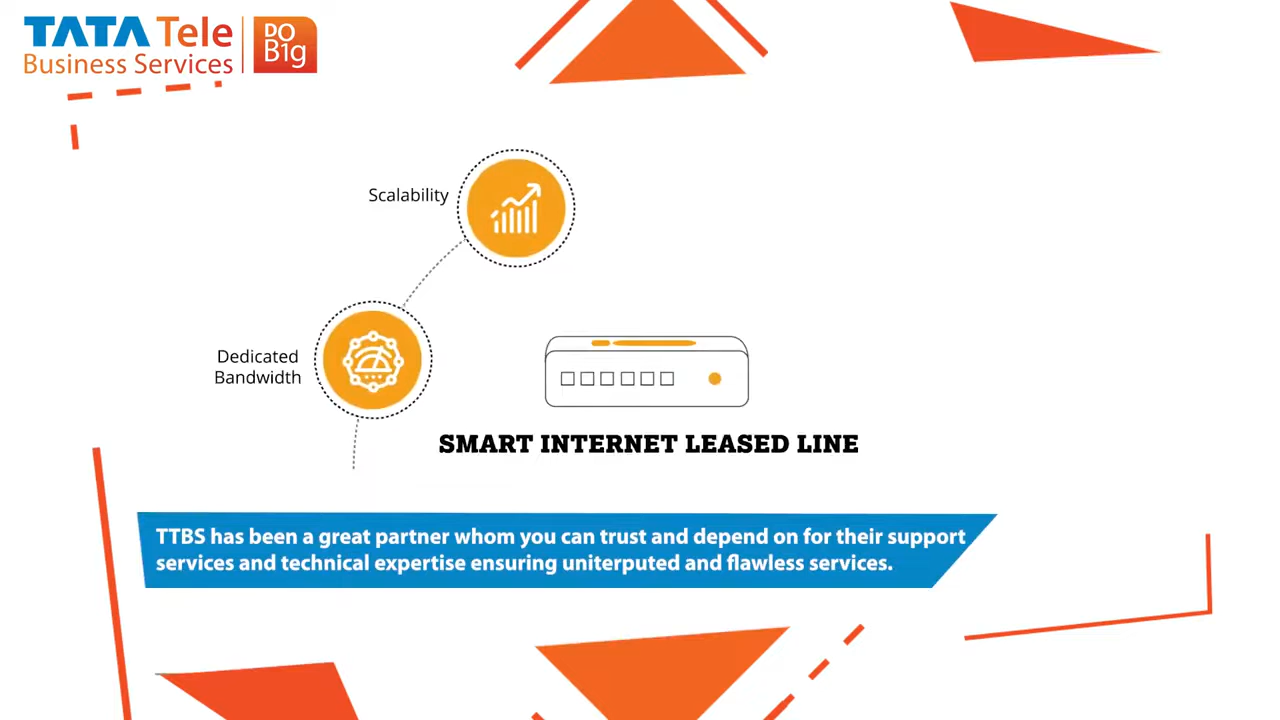 TATA Tele
Business Services
DO
B1g
Scalability
Dedicated
Bandwidth
SMART INTERNET LEASED LINE
TTBS has been a great partner whom you can trust and depend on for their support
services and technical expertise ensuring uniterputed and flawless services.